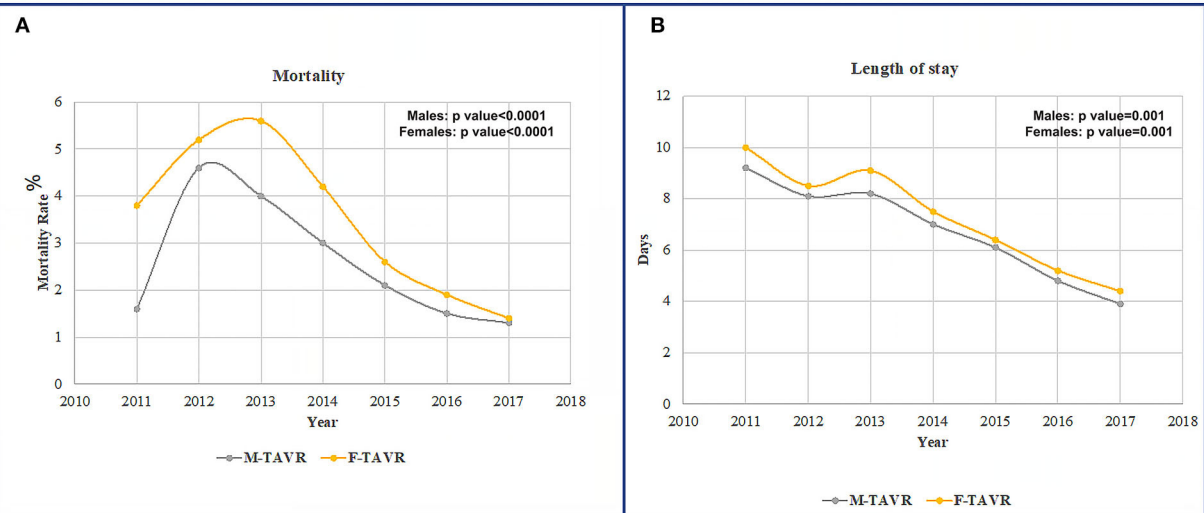 A
Mortality
Males: p value<0.0001
Females: p value<0.0001
Mortality Rate %
6
5
4
3
2
1
0
2010 2011 2012 2013 2014 2015 2016 2017 2018
Year
M-TAVR F-TAVR
B
Length of stay
Males: p value=0.001
Females: p value=0.001
Days
12
10
8
6
4
2
0
2010 2011 2012 2013 2014 2015 2016 2017 2018
Year
M-TAVR F-TAVR